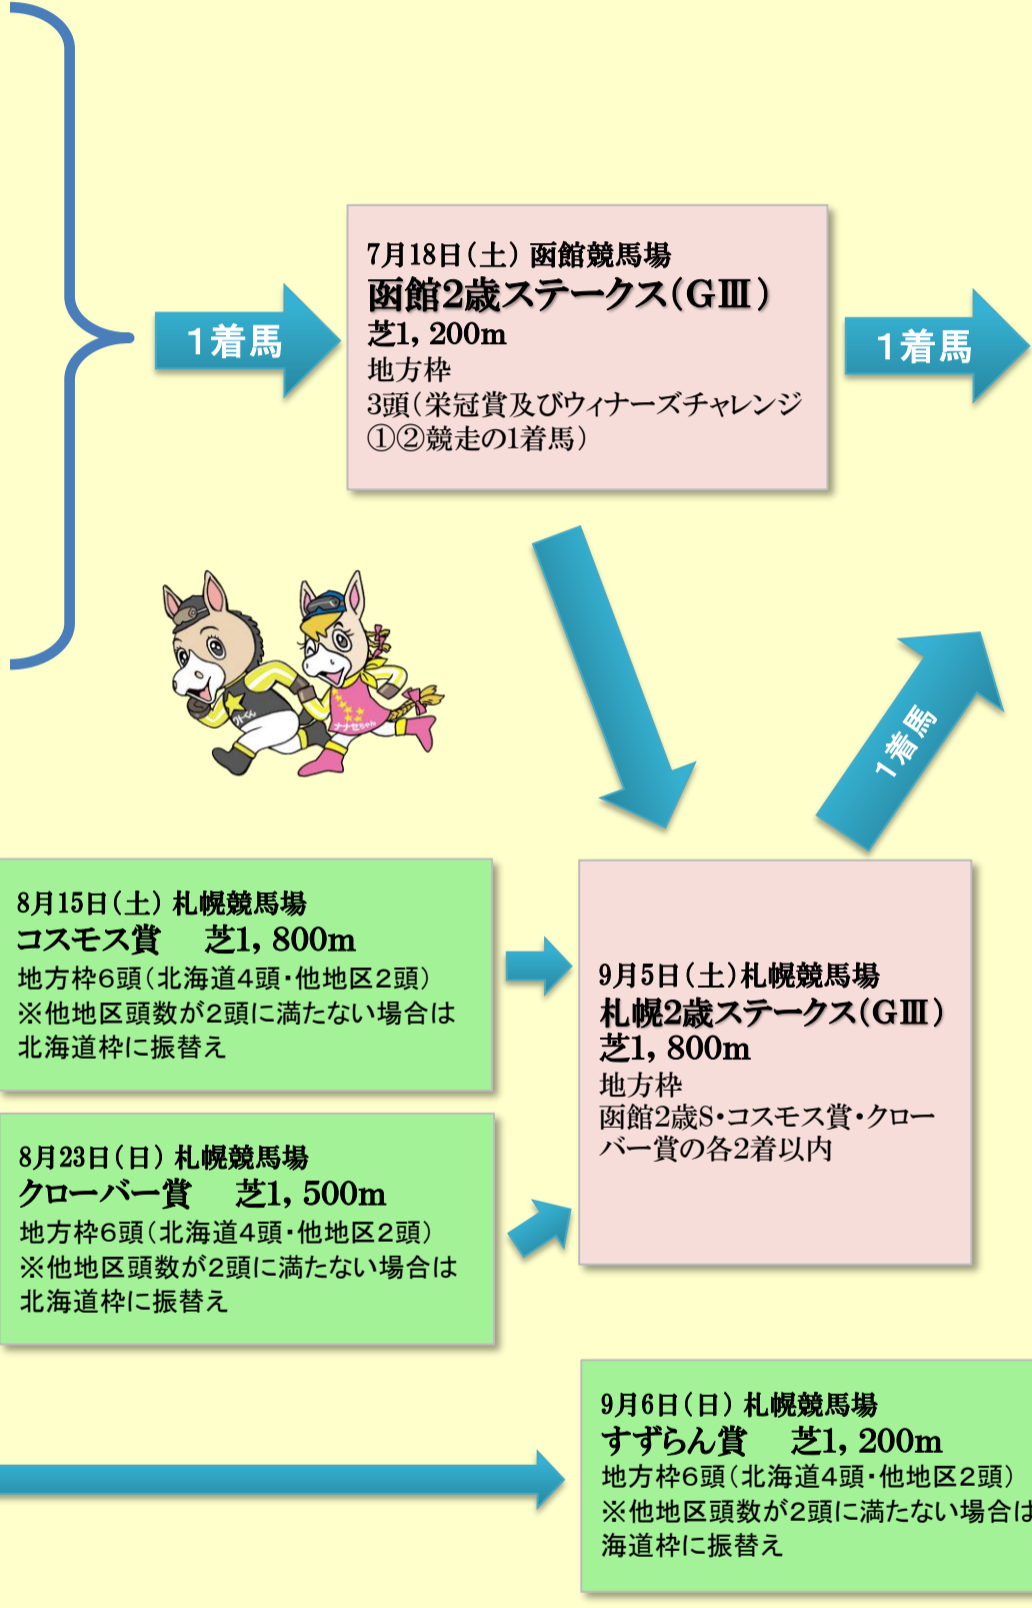 7月18日(土) 函館競馬場
函館2歳ステークス(GⅢ)
芝1, 200m
地方枠
3頭(栄冠賞及びウィナーズチャレンジ
①②競走の1着馬)
1着馬
1着馬
ナナセちゃん
1着馬
8月15日(土) 札幌競馬場
コスモス賞　芝1, 800m
地方枠6頭(北海道4頭・他地区2頭)
※他地区頭数が2頭に満たない場合は
北海道枠に振替え
9月5日(土)札幌競馬場
札幌2歳ステークス(GⅢ)
芝1, 800m
地方枠
函館2歳S・コスモス賞・クロー
バー賞の各2着以内
8月23日(日) 札幌競馬場
クローバー賞　芝1, 500m
地方枠6頭(北海道4頭・他地区2頭)
※他地区頭数が2頭に満たない場合は
北海道枠に振替え
9月6日(日) 札幌競馬場
すずらん賞　芝1, 200m
地方枠6頭(北海道4頭・他地区2頭)
※他地区頭数が2頭に満たない場合は
海道枠に振替え